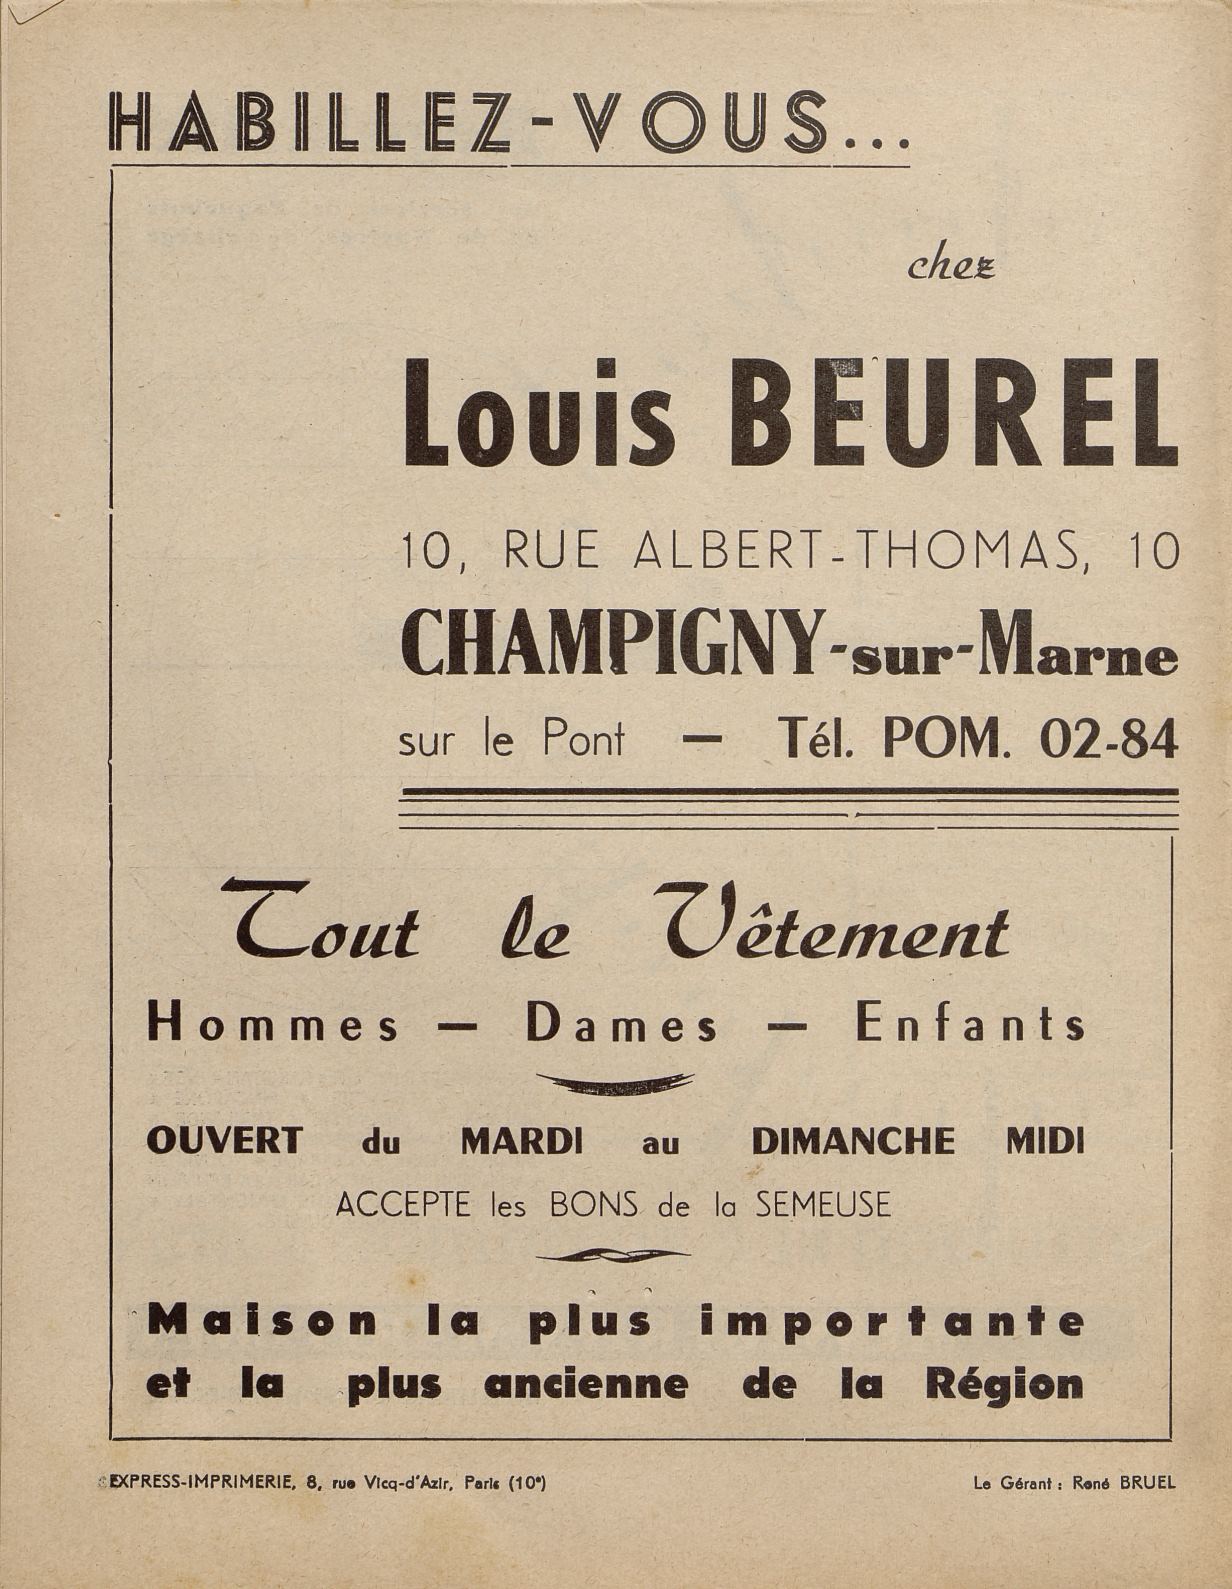 HABILLEZ-VOUS...
chez
Louis BEUREL
10, RUE ALBERT-THOMAS, 10
CHAMPIGNY-sur-Marne
sur le Pont — Tél. POM. 02-84
Tout le Vêtement
Hommes — Dames — Enfants
OUVERT du MARDI au DIMANCHE MIDI
ACCEPTE les BONS de la SEMEUSE
Maison la plus importante
et la plus ancienne de la Région
EXPRESS-IMPRIMERIE, 8, rue Vicq-d'Azir, Paris (10e)
Le Gérant : René BRUEL